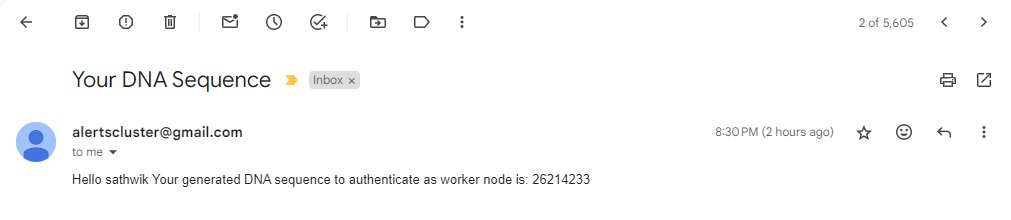 2 of 5,605
Your DNA Sequence Inbox ×
alertscluster@gmail.com 8:30 PM (2 hours ago)
to me
Hello sathwik Your generated DNA sequence to authenticate as worker node is: 26214233